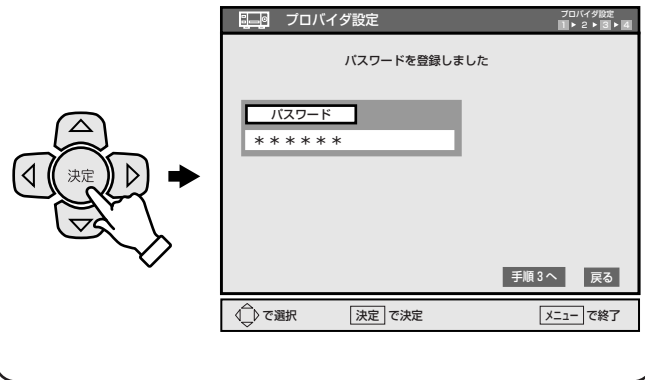 プロバイダ設定
プロバイダ設定
1 ▶ 2 ▶ 3 ▶ 4
パスワードを登録しました
パスワード
＊＊＊＊＊＊
決定
手順3へ
戻る
で選択
決定 で決定
メニュー で終了